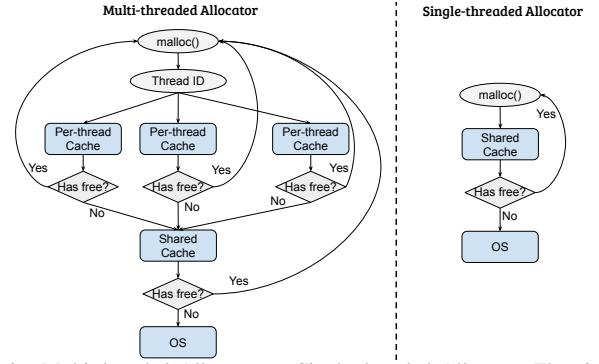 Multi-threaded Allocator
Single-threaded Allocator
malloc()
Thread ID
Per-thread
Cache
Per-thread
Cache
Per-thread
Cache
Yes
Has free?
Has free?
Yes
Has free?
Yes
No
No
No
Shared
Cache
Has free?
Yes
No
OS
malloc()
Yes
Shared
Cache
Has free?
No
OS